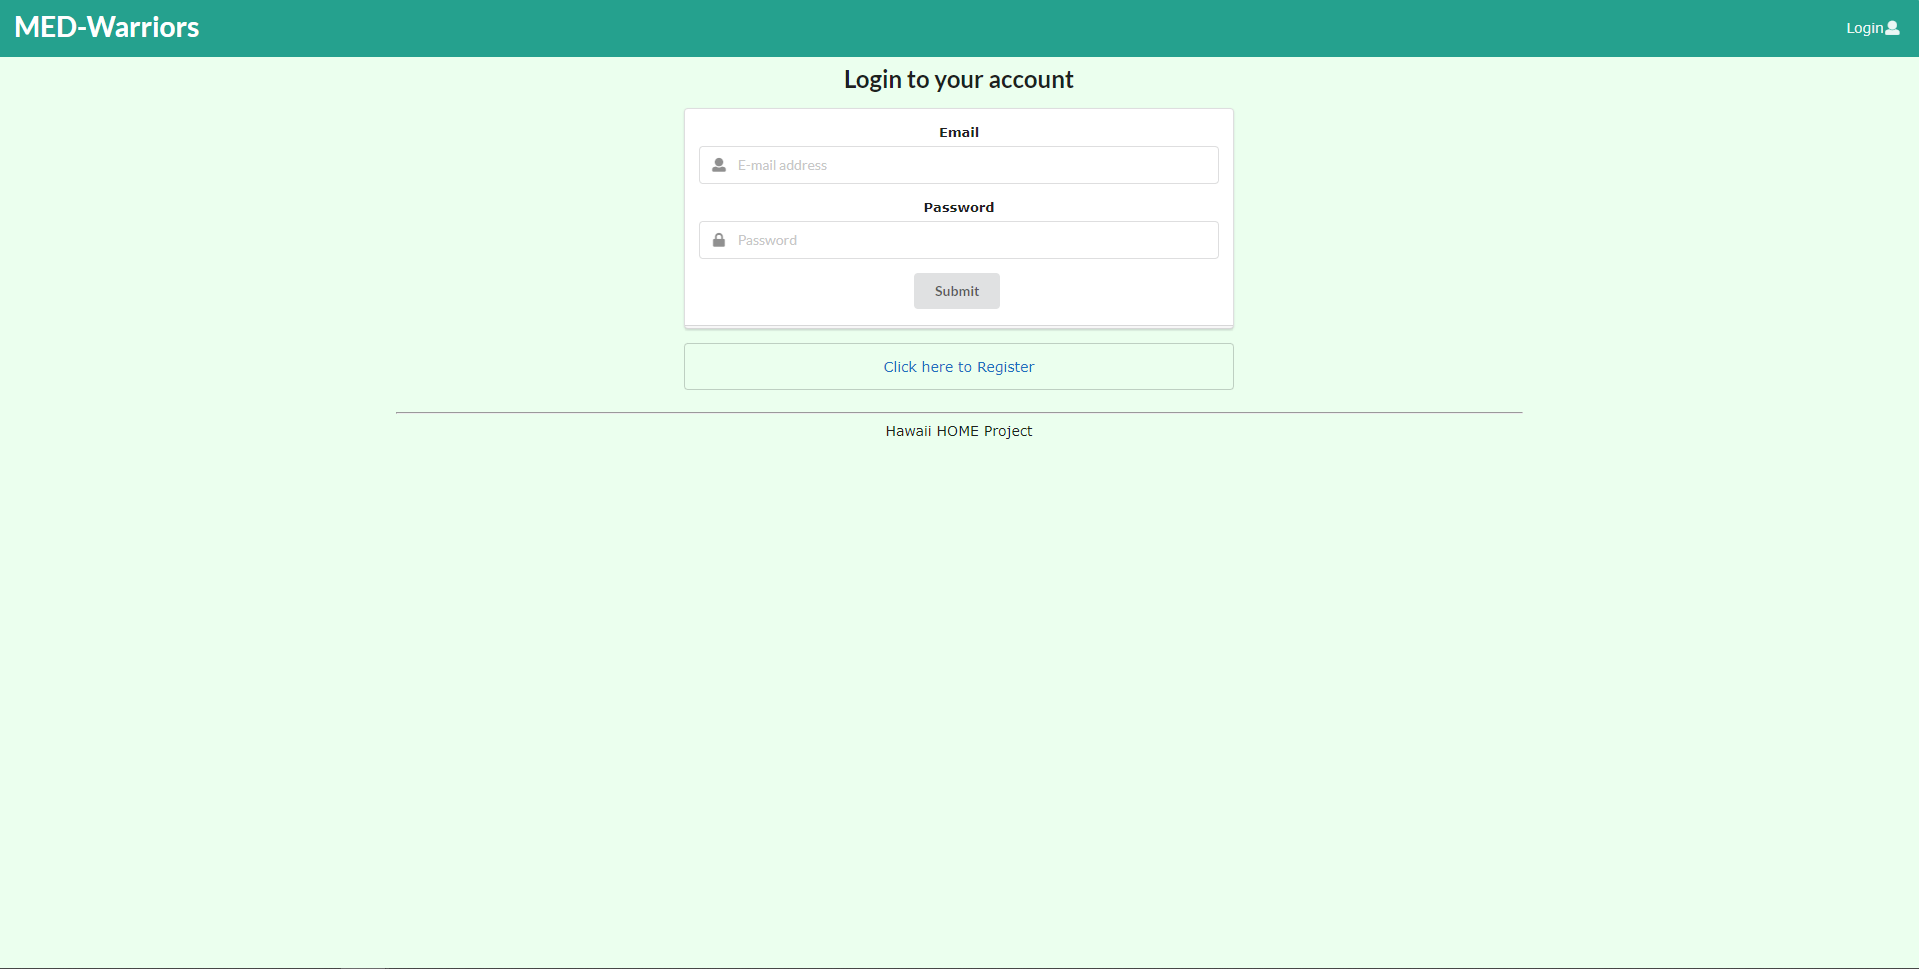 MED-Warriors
Login
Login to your account
Email
E-mail address
Password
Password
Submit
Click here to Register
Hawaii HOME Project